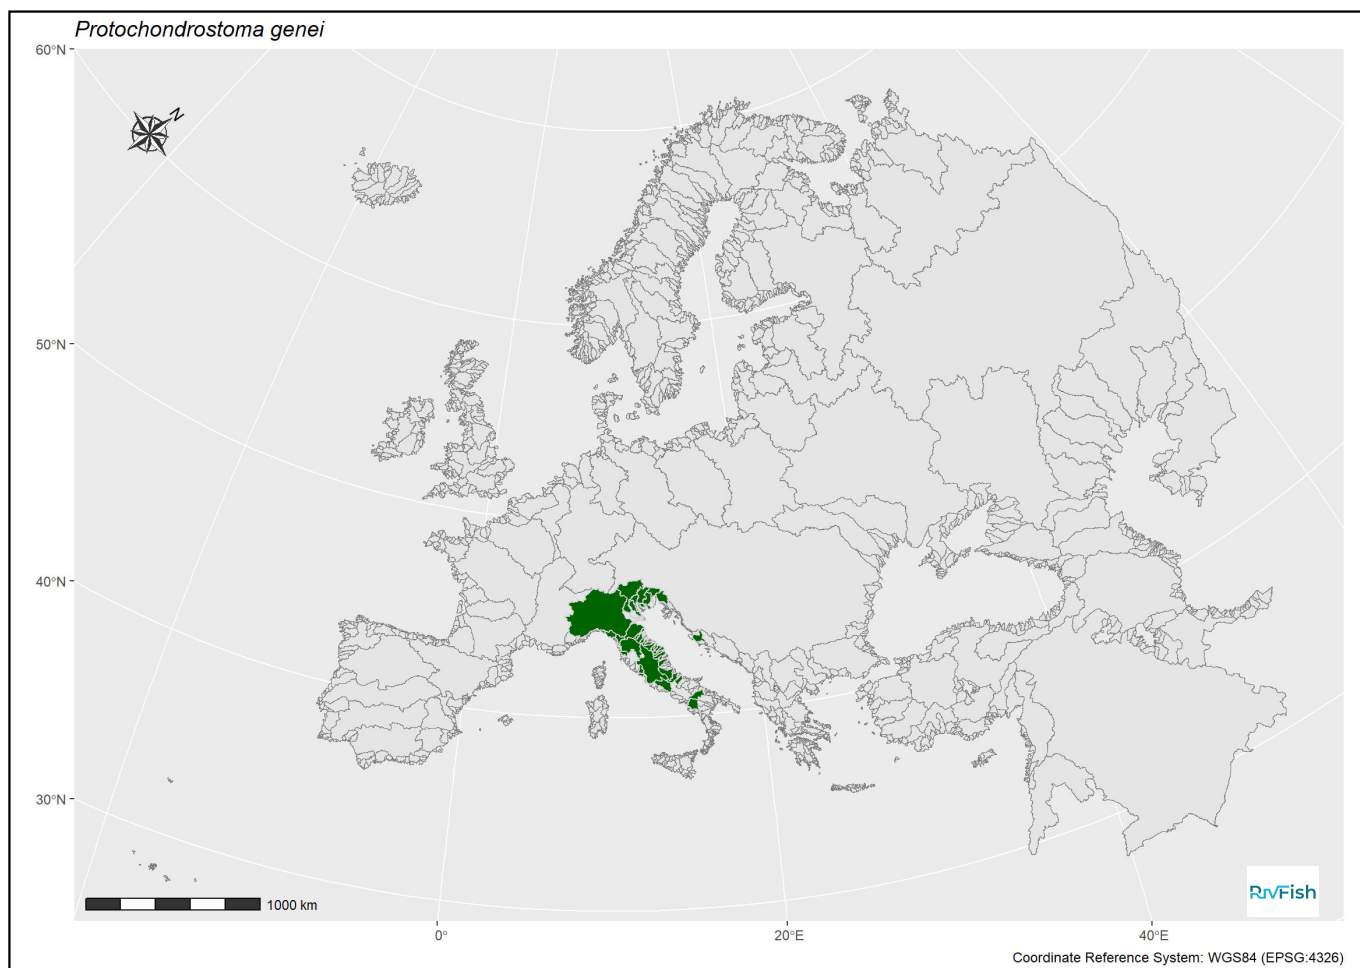 Protochondrostoma genei
60°N
N
50°N
40°N
30°N
1000 km
RivFish
0°
20°E
40°E
Coordinate Reference System: WGS84 (EPSG:4326)